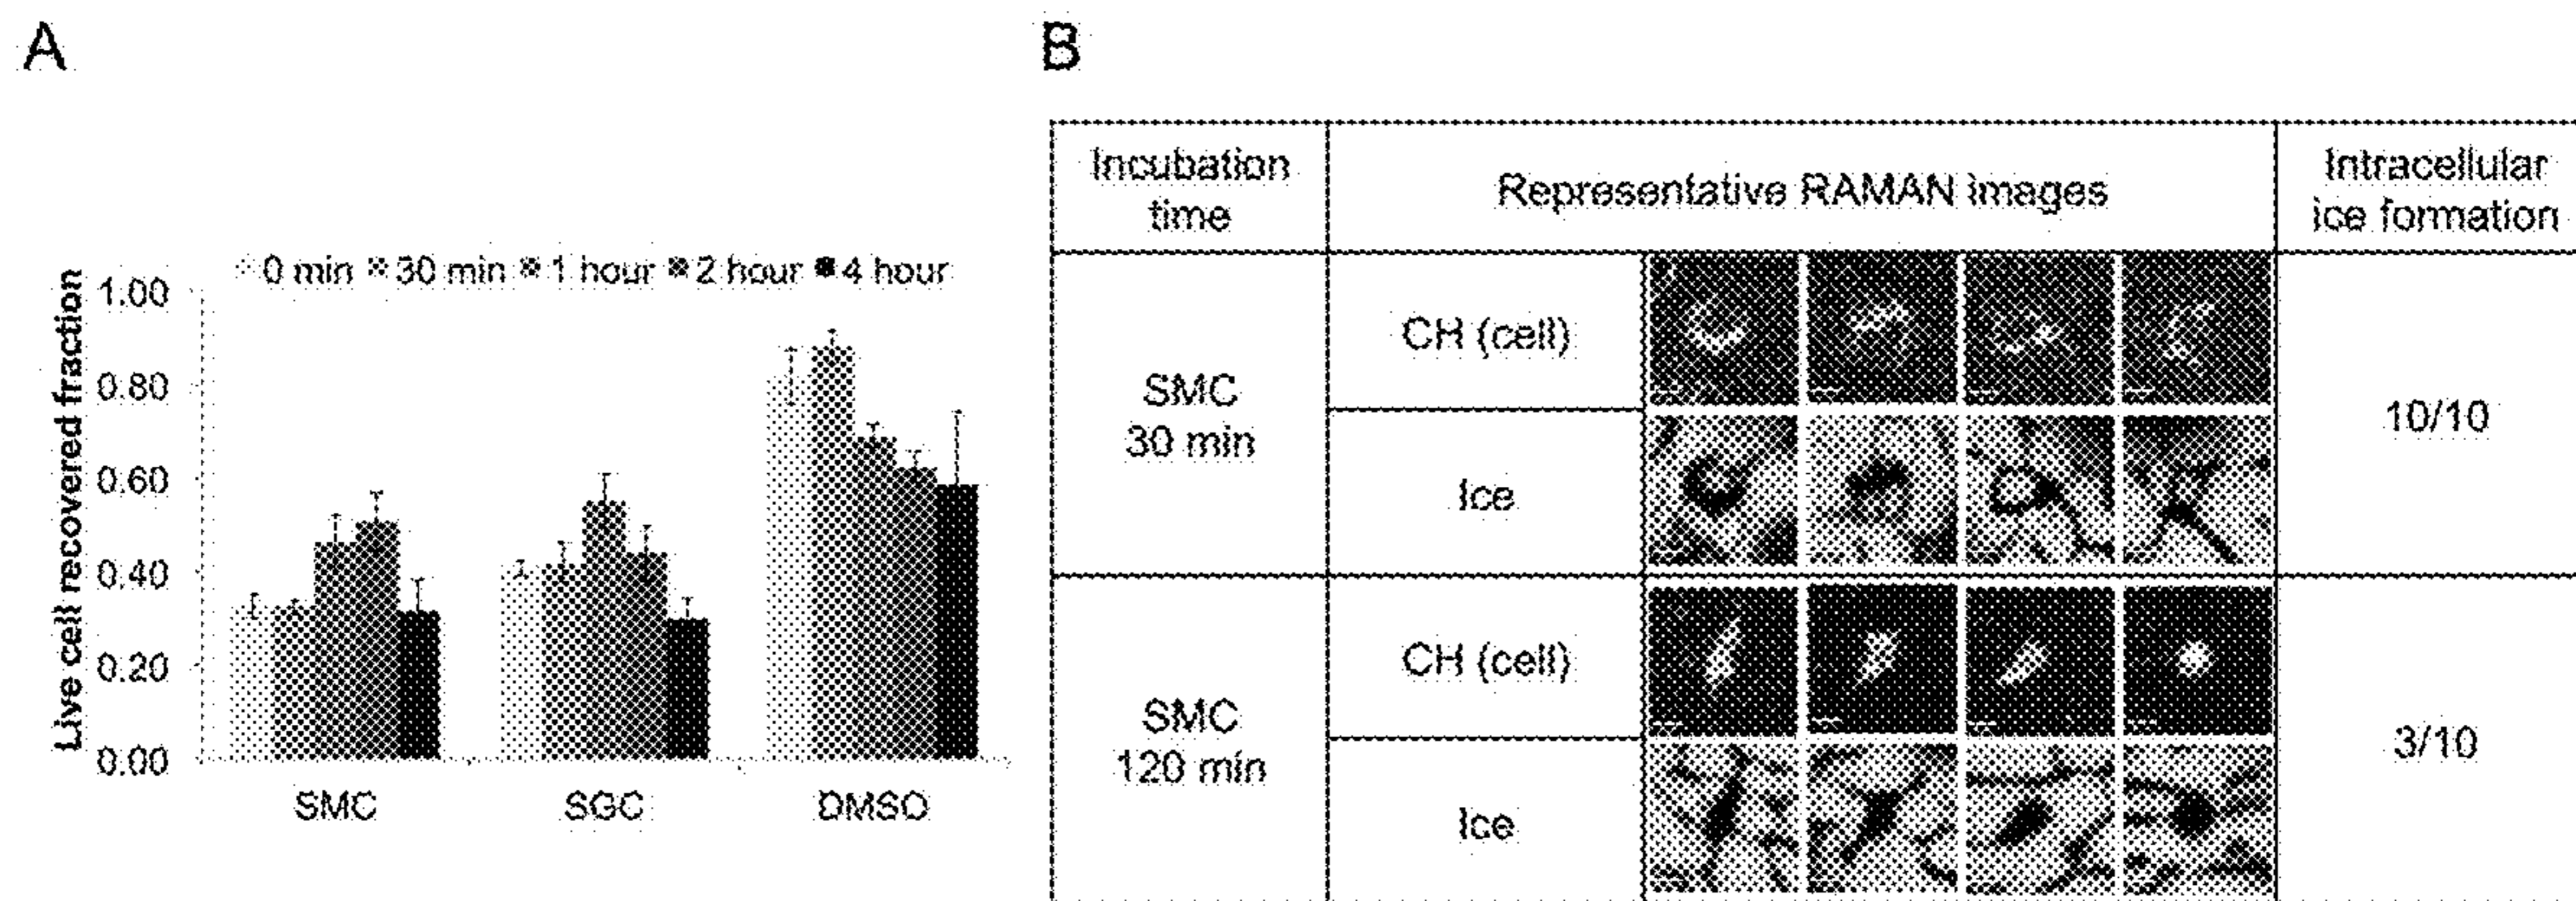 A
0 min 30 min 1 hour 2 hour 4 hour
Live cell recovered fraction
1.00
0.80
0.60
0.40
0.20
0.00
SMC SGC DMSO
B
Incubation
time
Representative RAMAN images
Intracellular
ice formation
SMC
30 min
CH (cell)
Ice
10/10
SMC
120 min
CH (cell)
Ice
3/10